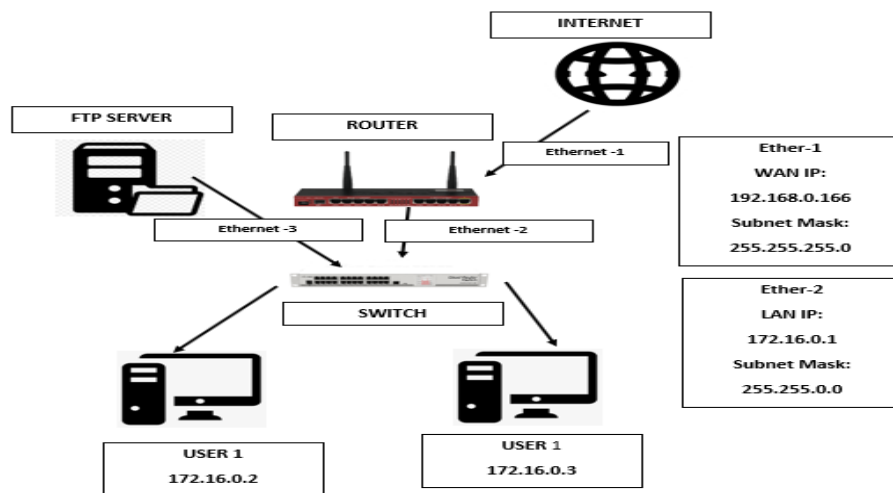 INTERNET
FTP SERVER
ROUTER
Ethernet -1
Ether-1
WAN IP:
192.168.0.166
Subnet Mask:
255.255.255.0
Ethernet -3
Ethernet -2
Ether-2
LAN IP:
172.16.0.1
Subnet Mask:
255.255.0.0
SWITCH
USER 1
172.16.0.2
USER 1
172.16.0.3